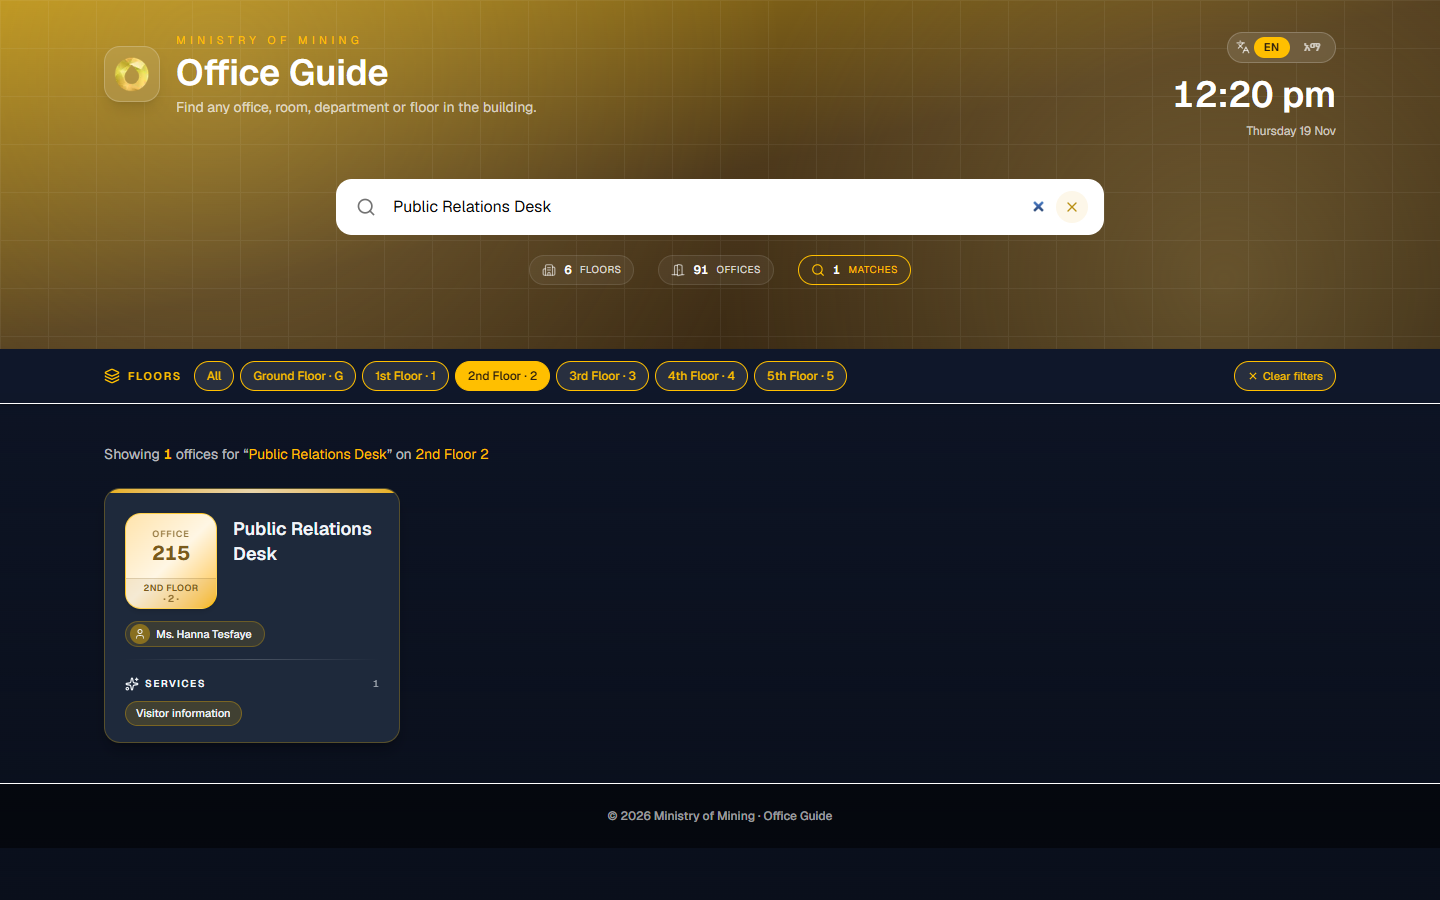 MINISTRY OF MINING
Office Guide
Find any office, room, department or floor in the building.
EN አማ
12:20 pm
Thursday 19 Nov
Public Relations Desk
6 FLOORS
91 OFFICES
1 MATCHES
FLOORS
All
Ground Floor · G
1st Floor · 1
2nd Floor · 2
3rd Floor · 3
4th Floor · 4
5th Floor · 5
Clear filters
Showing 1 offices for “Public Relations Desk” on 2nd Floor 2
OFFICE
215
2ND FLOOR
· 2 ·
Public Relations
Desk
Ms. Hanna Tesfaye
SERVICES 1
Visitor information
© 2026 Ministry of Mining · Office Guide